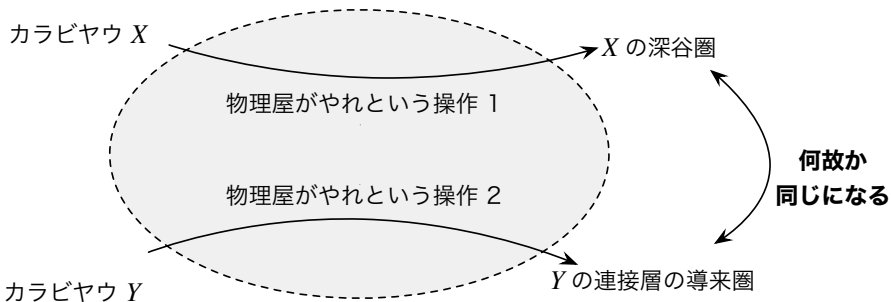 カラビヤウ X
X の深谷圏
物理屋がやれという操作 1
何故か
同じになる
物理屋がやれという操作 2
カラビヤウ Y
Y の連接層の導来圏